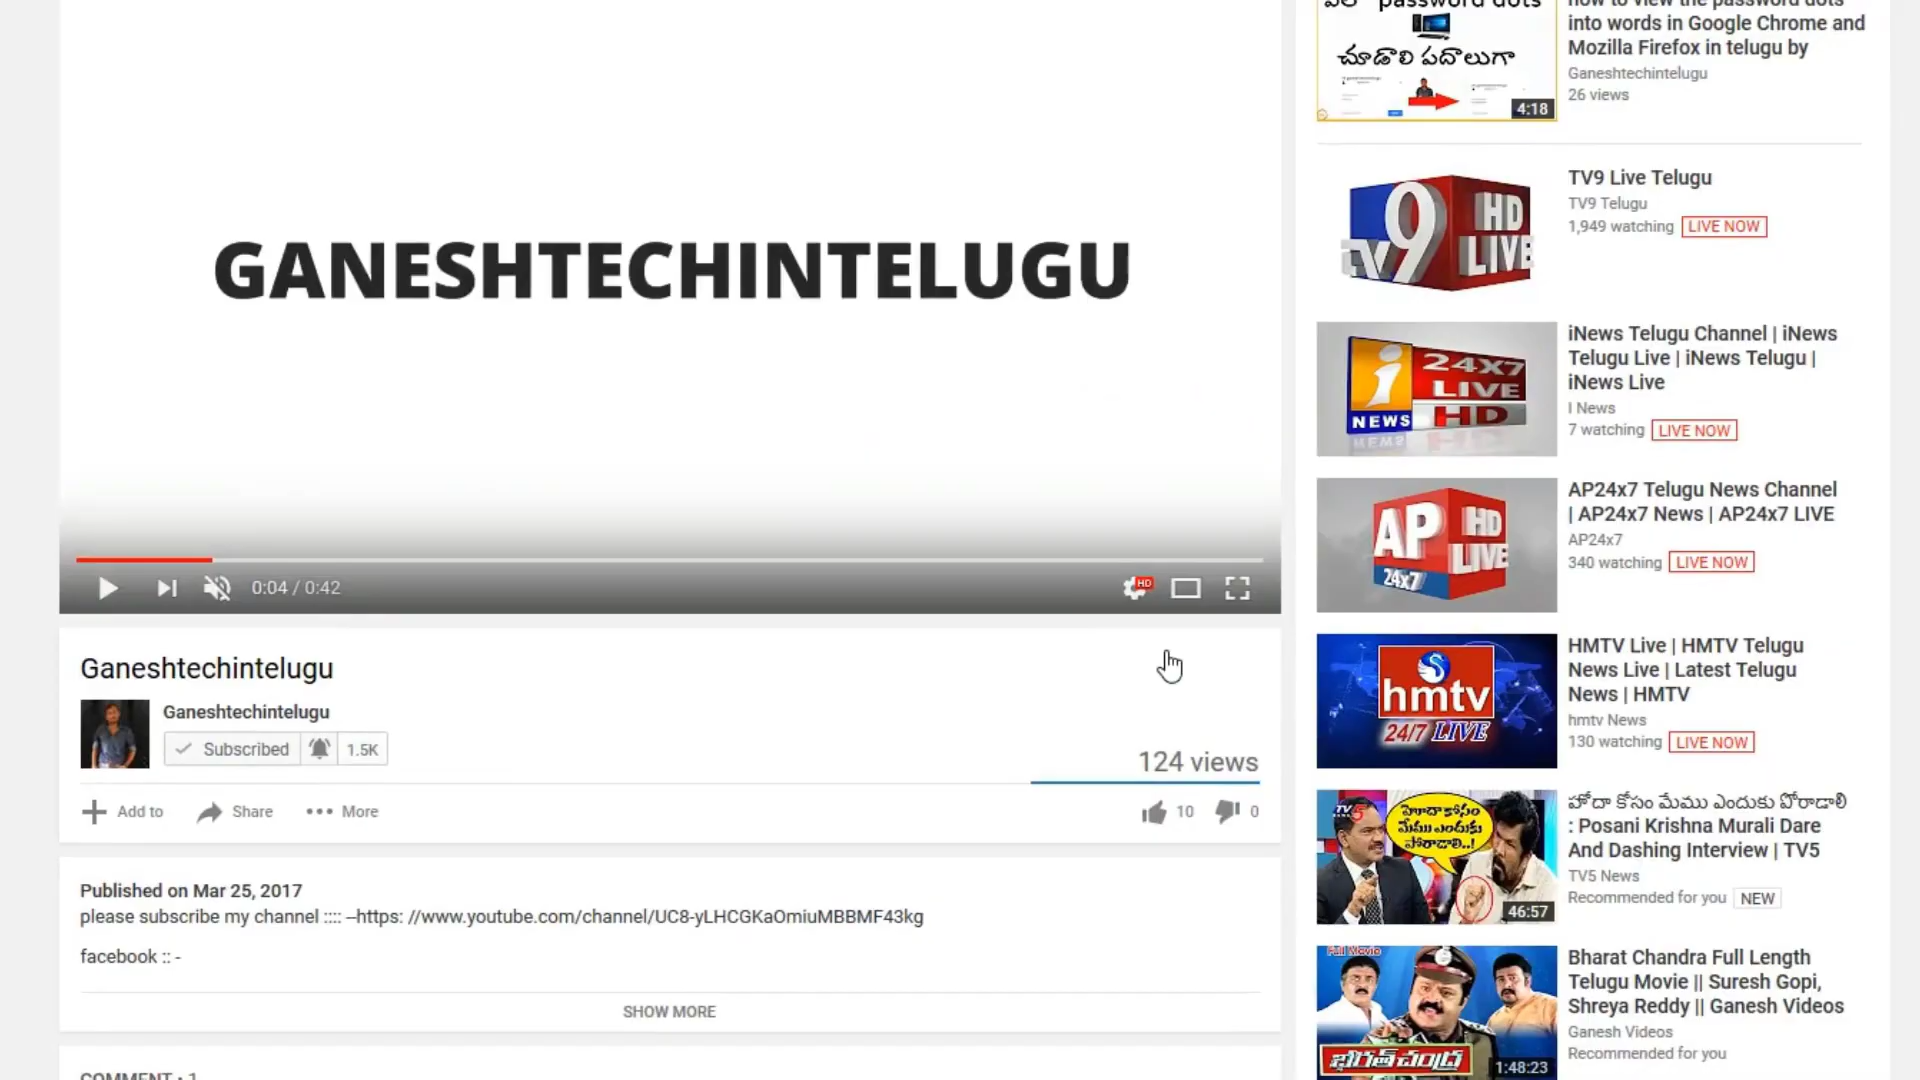 GANESHTECHINTELUGU
0:04 / 0:42
HD
Ganeshtechintelugu
Ganeshtechintelugu
Subscribed
1.5K
124 views
Add to
Share
More
10
0
Published on Mar 25, 2017
please subscribe my channel :::: --https: //www.youtube.com/channel/UC8-yLHCGKaOmiuMBBMF43kg
facebook :: -
SHOW MORE
COMMENT • 1
password dots
చూడాలి పదాలుగా
4:18
how to view the password dots
into words in Google Chrome and
Mozilla Firefox in telugu by
Ganeshtechintelugu
26 views
TV9
HD
LIVE
TV9 Live Telugu
TV9 Telugu
1,949 watching
LIVE NOW
i
NEWS
24X7
LIVE
HD
iNews Telugu Channel | iNews
Telugu Live | iNews Telugu |
iNews Live
I News
7 watching
LIVE NOW
AP
24x7
HD
LIVE
AP24x7 Telugu News Channel
| AP24x7 News | AP24x7 LIVE
AP24x7
340 watching
LIVE NOW
hmtv
24/7 LIVE
HMTV Live | HMTV Telugu
News Live | Latest Telugu
News | HMTV
hmtv News
130 watching
LIVE NOW
TV5
హోదా కోసం
మేము ఎందుకు
పోరాడాలి..!
46:57
హోదా కోసం మేము ఎందుకు పోరాడాలి
: Posani Krishna Murali Dare
And Dashing Interview | TV5
TV5 News
Recommended for you
NEW
Full Movie
భరత్ చంద్ర
1:48:23
Bharat Chandra Full Length
Telugu Movie || Suresh Gopi,
Shreya Reddy || Ganesh Videos
Ganesh Videos
Recommended for you